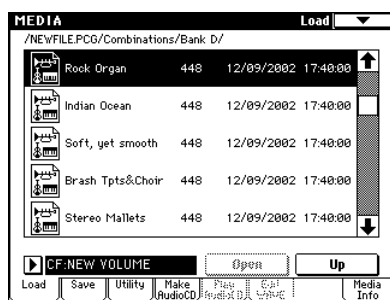 MEDIA Load
/NEWFILE.PCG/Combinations/Bank D/
Rock Organ 448 12/09/2002 17:40:00
Indian Ocean 448 12/09/2002 17:40:00
Soft, yet smooth 448 12/09/2002 17:40:00
Brash Tpts&Choir 448 12/09/2002 17:40:00
Stereo Mallets 448 12/09/2002 17:40:00
CF:NEW VOLUME Open Up
Load Save Utility Make AudioCD Play AudioCD Edit WAVE Media Info